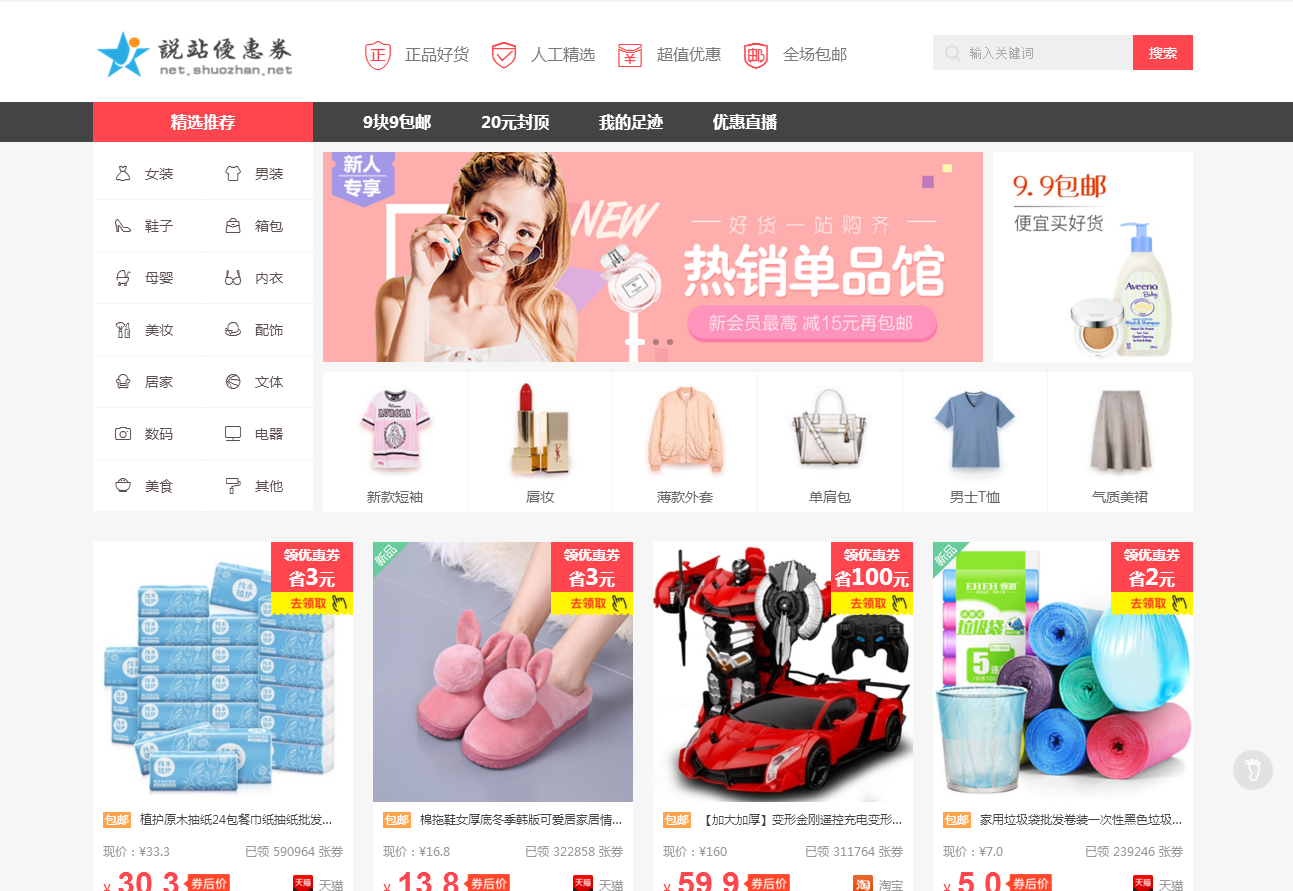 説站優惠券
net.shuozhan.net
正 正品好货
人工精选
超值优惠
邮 全场包邮
输入关键词
搜索
精选推荐
9块9包邮
20元封顶
我的足迹
优惠直播
女装
男装
鞋子
箱包
母婴
内衣
美妆
配饰
居家
文体
数码
电器
美食
其他
新人
专享
NEW
好货一站购齐
热销单品馆
新会员最高 减15元再包邮
9.9包邮
便宜买好货
Aveeno
Baby
新款短袖
唇妆
薄款外套
单肩包
男士T恤
气质美裙
领优惠券
省3元
去领取
新品
领优惠券
省3元
去领取
领优惠券
省100元
去领取
新品
EHEH
垃圾袋
5
领优惠券
省2元
去领取
包邮 植护原木抽纸24包餐巾纸抽纸批发...
现价：¥33.3 已领 590964 张券
¥ 30.3 券后价 天猫 天猫
包邮 棉拖鞋女厚底冬季韩版可爱居家居情...
现价：¥16.8 已领 322858 张券
¥ 13.8 券后价 天猫 天猫
包邮 【加大加厚】变形金刚遥控充电变形...
现价：¥160 已领 311764 张券
¥ 59.9 券后价 淘 淘宝
包邮 家用垃圾袋批发卷装一次性黑色垃圾...
现价：¥7.0 已领 239246 张券
¥ 5.0 券后价 天猫 天猫